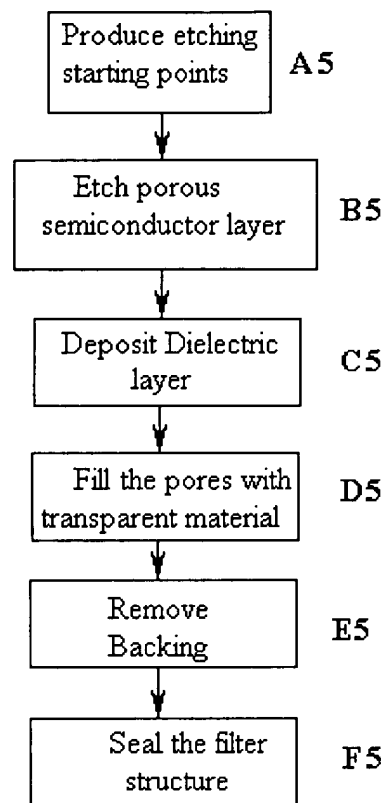 Produce etching
starting points
A5
Etch porous
semiconductor layer
B5
Deposit Dielectric
layer
C5
Fill the pores with
transparent material
D5
Remove
Backing
E5
Seal the filter
structure
F5